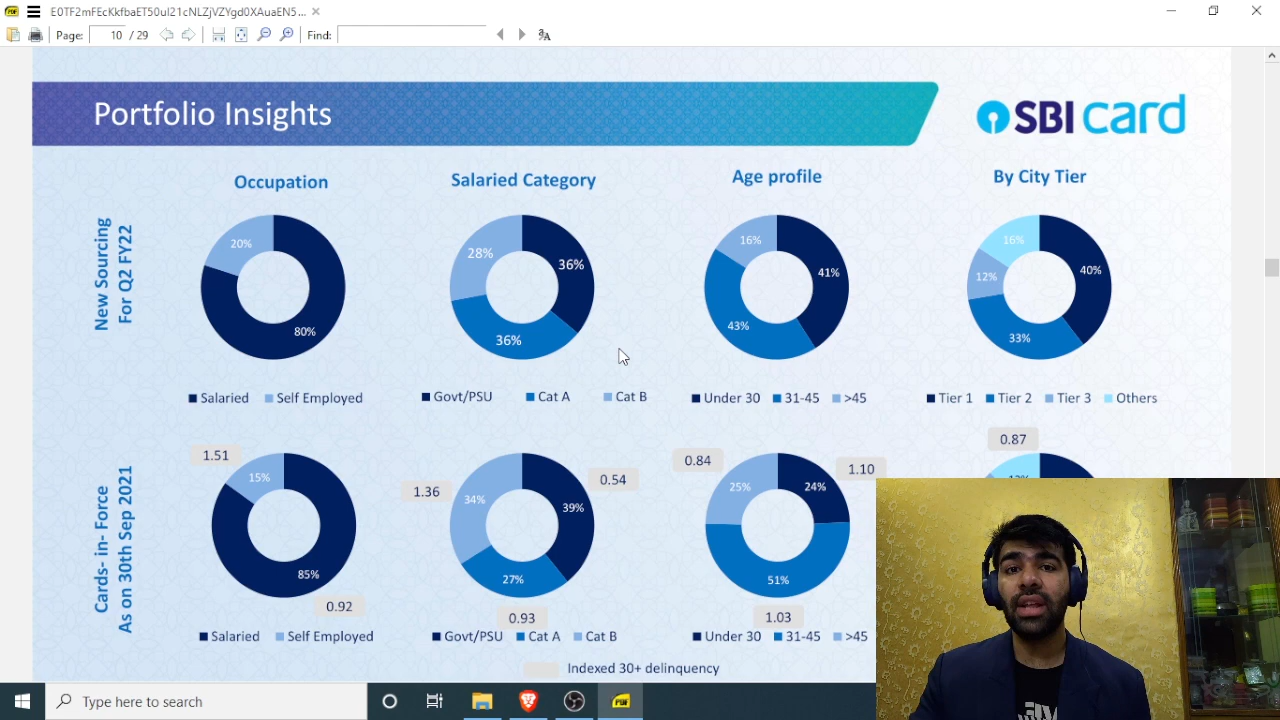 E0TF2mFEcKkfbaET50ul21cNLZjVZYgd0XAuaEN5...
Page: 10 / 29 Find:
Portfolio Insights
SBI card
Occupation
Salaried Category
Age profile
By City Tier
New Sourcing
For Q2 FY22
20%
80%
28%
36%
36%
16%
41%
43%
16%
12%
40%
33%
Salaried Self Employed
Govt/PSU Cat A Cat B
Under 30 31-45 >45
Tier 1 Tier 2 Tier 3 Others
Cards- in- Force
As on 30th Sep 2021
1.51
15%
85%
0.92
1.36
34%
39%
0.54
27%
0.93
0.84
25%
24%
1.10
51%
1.03
0.87
Salaried Self Employed
Govt/PSU Cat A Cat B
Under 30 31-45 >45
Indexed 30+ delinquency
Type here to search
PDF